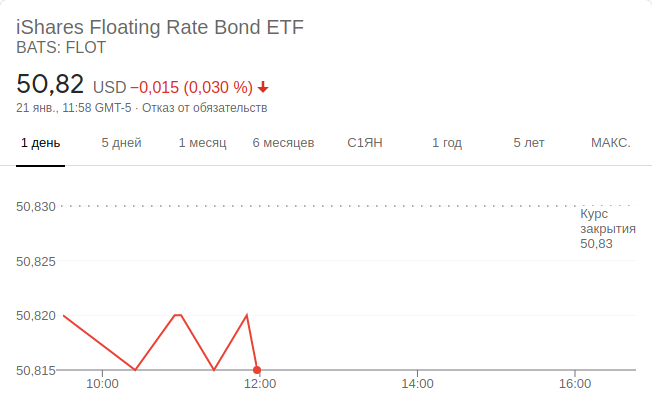 iShares Floating Rate Bond ETF
BATS: FLOT
50,82 USD −0,015 (0,030 %)
21 янв., 11:58 GMT-5 · Отказ от обязательств
1 день 5 дней 1 месяц 6 месяцев С1ЯН 1 год 5 лет МАКС.
50,830
Курс
закрытия
50,83
50,825
50,820
50,815
10:00 12:00 14:00 16:00